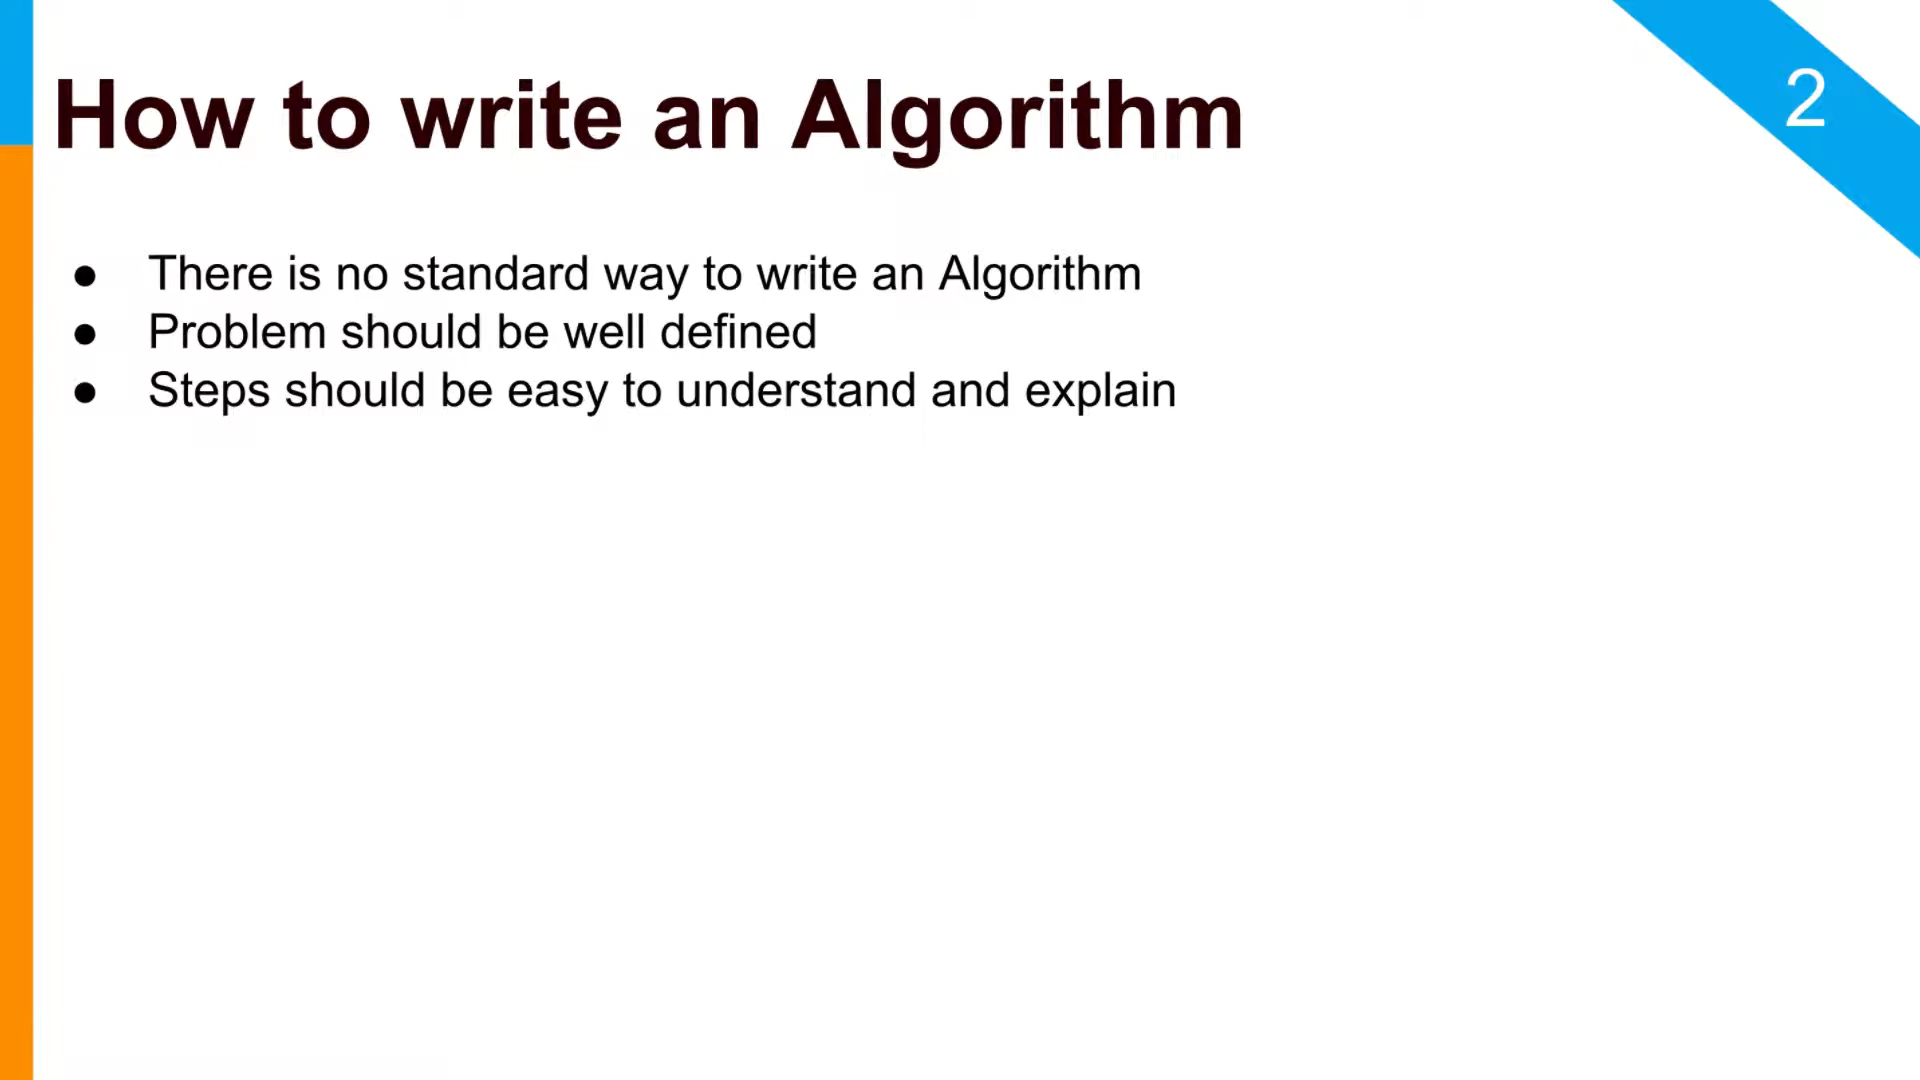 How to write an Algorithm
2
● There is no standard way to write an Algorithm
● Problem should be well defined
● Steps should be easy to understand and explain